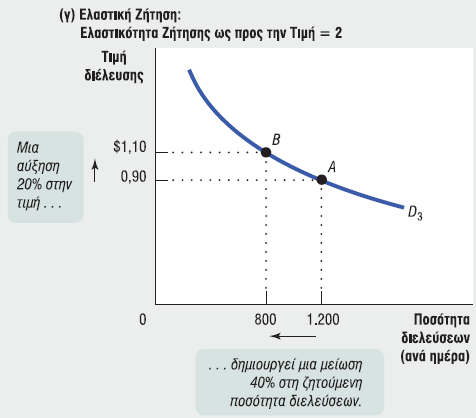 (γ) Ελαστική Ζήτηση:
Ελαστικότητα Ζήτησης ως προς την Τιμή = 2
Τιμή
διέλευσης
Μια
αύξηση
20% στην
τιμή . . .
$1,10
0,90
B
A
D3
0
800
1.200
Ποσότητα
διελεύσεων
(ανά ημέρα)
. . . δημιουργεί μια μείωση
40% στη ζητούμενη
ποσότητα διελεύσεων.